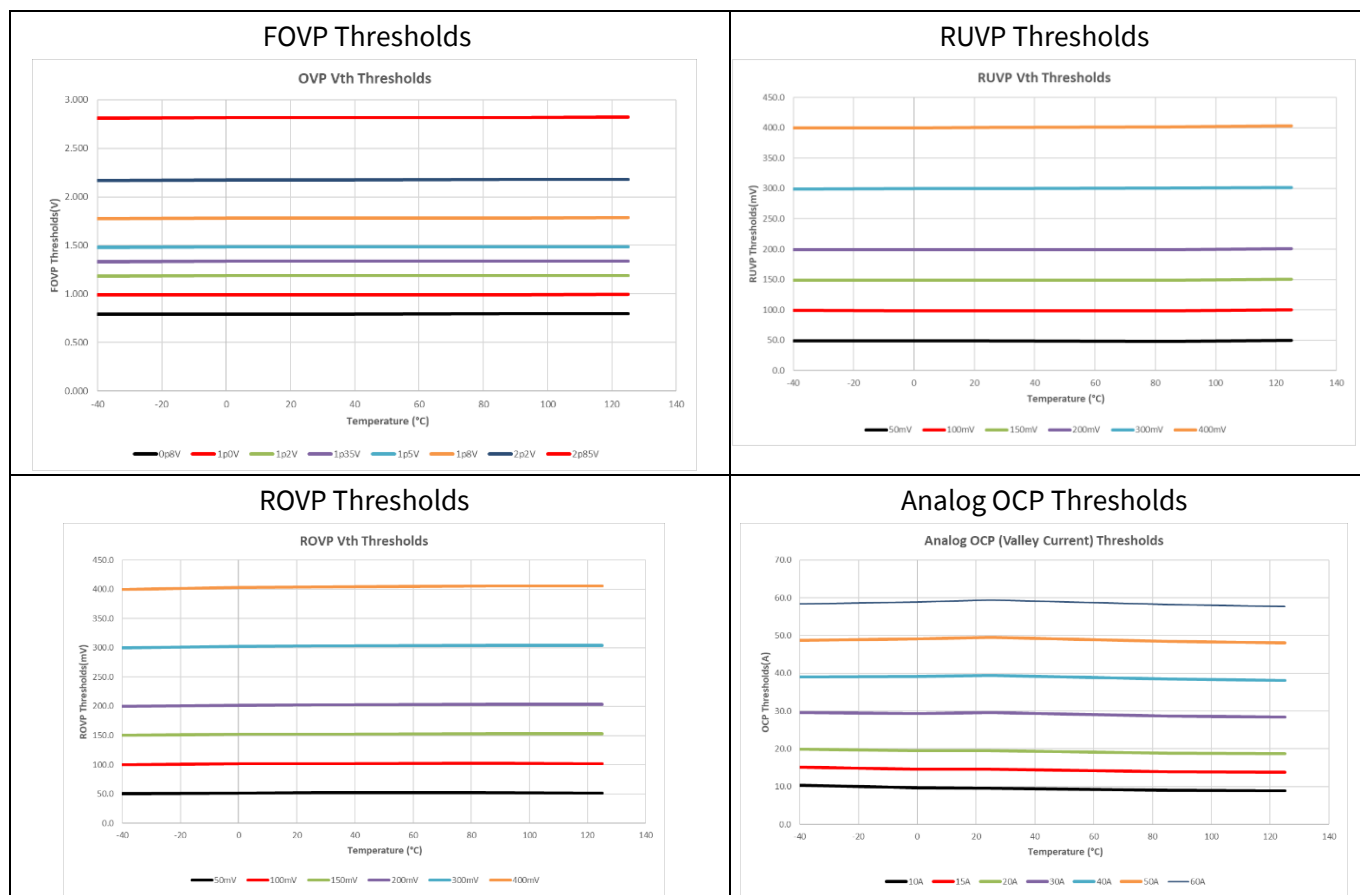 FOVP Thresholds
OVP Vth Thresholds
FOVP Thresholds(V)
3.000
2.500
2.000
1.500
1.000
0.500
0.000
-40 -20 0 20 40 60 80 100 120 140
Temperature (°C)
0p8V 1p0V 1p2V 1p35V 1p5V 1p8V 2p2V 2p85V
RUVP Thresholds
RUVP Vth Thresholds
RUVP Thresholds(mV)
450.0
400.0
350.0
300.0
250.0
200.0
150.0
100.0
50.0
0.0
-40 -20 0 20 40 60 80 100 120 140
Temperature (°C)
50mV 100mV 150mV 200mV 300mV 400mV
ROVP Thresholds
ROVP Vth Thresholds
ROVP Thresholds(mV)
450.0
400.0
350.0
300.0
250.0
200.0
150.0
100.0
50.0
0.0
-40 -20 0 20 40 60 80 100 120 140
Temperature (°C)
50mV 100mV 150mV 200mV 300mV 400mV
Analog OCP Thresholds
Analog OCP (Valley Current) Thresholds
OCP Thresholds(A)
70.0
60.0
50.0
40.0
30.0
20.0
10.0
0.0
-40 -20 0 20 40 60 80 100 120 140
Temperature (°C)
10A 15A 20A 30A 40A 50A 60A